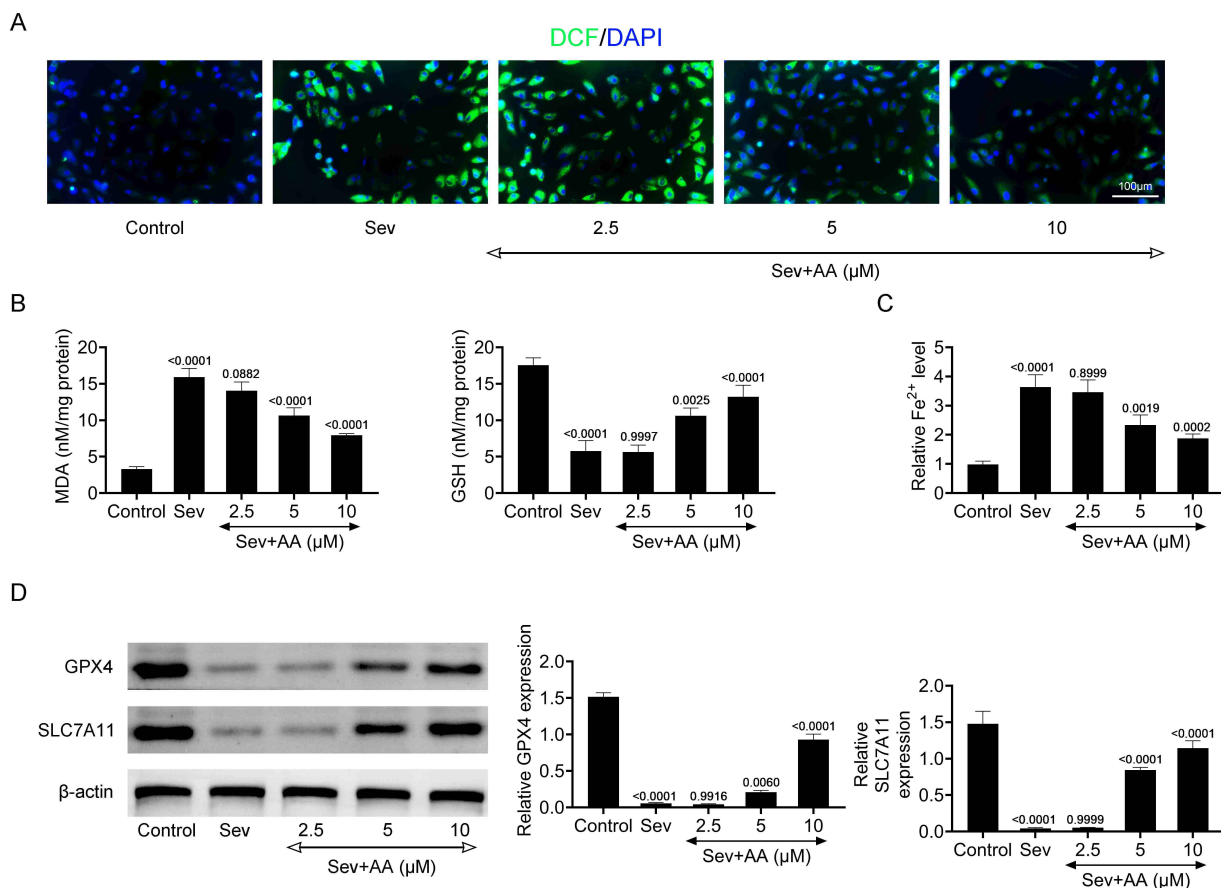 A
DCF/DAPI
100μm
Control Sev 2.5 5 10
Sev+AA (μM)
B
MDA (nM/mg protein)
20
15
10
5
0
<0.0001
0.0882
<0.0001
<0.0001
Control Sev 2.5 5 10
Sev+AA (μM)
GSH (nM/mg protein)
20
15
10
5
0
<0.0001
0.9997
0.0025
<0.0001
Control Sev 2.5 5 10
Sev+AA (μM)
C
Relative Fe²⁺ level
5
4
3
2
1
0
<0.0001
0.8999
0.0019
0.0002
Control Sev 2.5 5 10
Sev+AA (μM)
D
GPX4
SLC7A11
β-actin
Control Sev 2.5 5 10
Sev+AA (μM)
Relative GPX4 expression
2.0
1.5
1.0
0.5
0.0
<0.0001
0.9916
0.0060
<0.0001
Control Sev 2.5 5 10
Sev+AA (μM)
Relative
SLC7A11
expression
2.0
1.5
1.0
0.5
0.0
<0.0001
0.9999
<0.0001
<0.0001
Control Sev 2.5 5 10
Sev+AA (μM)